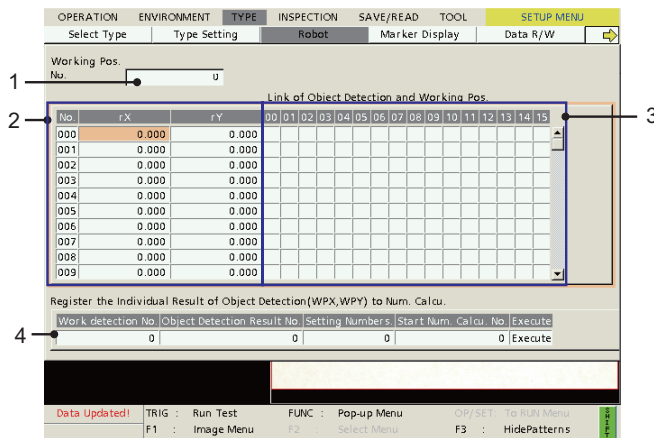 OPERATION ENVIRONMENT TYPE INSPECTION SAVE/READ TOOL SETUP MENU
Select Type Type Setting Robot Marker Display Data R/W
Working Pos.
No. 0
1
Link of Object Detection and Working Pos.
2
3
No. rX rY 00 01 02 03 04 05 06 07 08 09 10 11 12 13 14 15
000 0.000 0.000
001 0.000 0.000
002 0.000 0.000
003 0.000 0.000
004 0.000 0.000
005 0.000 0.000
006 0.000 0.000
007 0.000 0.000
008 0.000 0.000
009 0.000 0.000
Register the Individual Result of Object Detection(WPX,WPY) to Num. Calcu.
Work detection No. Object Detection Result No. Setting Numbers. Start Num. Calcu. No. Execute
4
0 0 0 0 Execute
Data Updated! TRIG : Run Test FUNC : Pop-up Menu OP/SET: To RUN Menu
F1 : Image Menu F2 : Select Menu F3 : HidePatterns
SHIFT